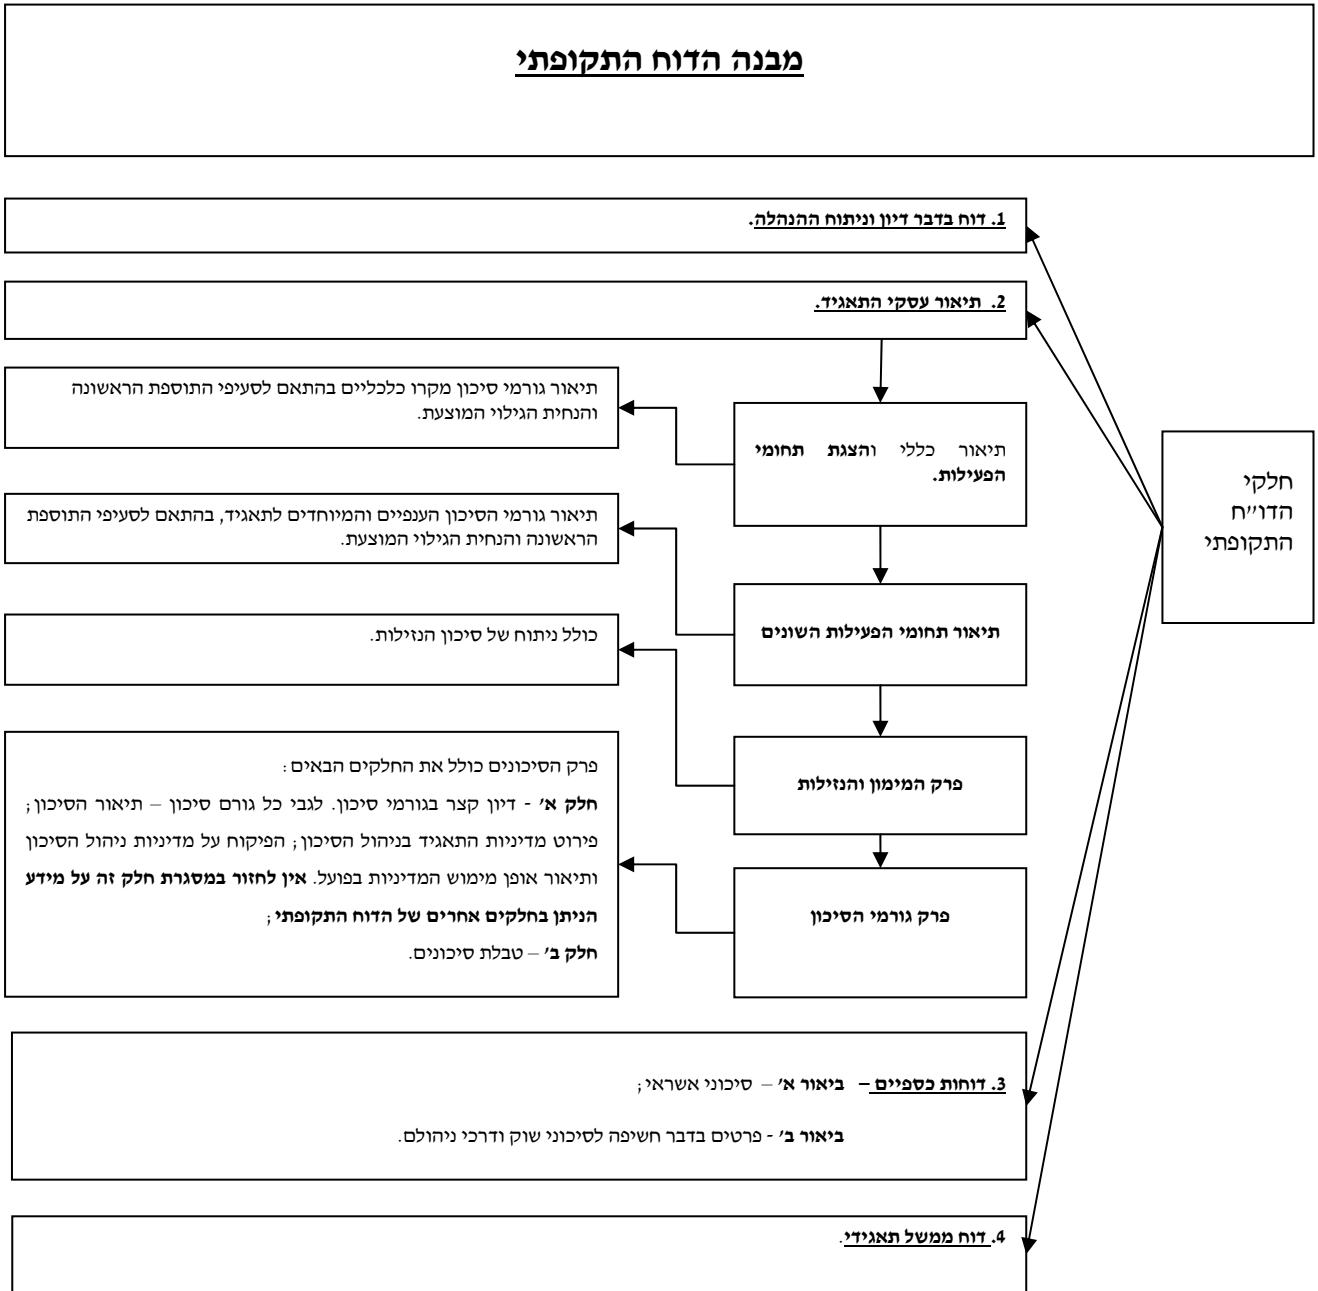 מבנה הדוח התקופתי
1. דוח בדבר דיון וניתוח ההנהלה.
2. תיאור עסקי התאגיד.
תיאור כללי והצגת תחומי
הפעילות.
תיאור גורמי סיכון מקרו כלכליים בהתאם לסעיפי התוספת הראשונה
והנחית הגילוי המוצעת.
חלקי
הדו״ח
התקופתי
תיאור תחומי הפעילות השונים
תיאור גורמי הסיכון הענפיים והמיוחדים לתאגיד, בהתאם לסעיפי התוספת
הראשונה והנחית הגילוי המוצעת.
פרק המימון והנזילות
כולל ניתוח של סיכון הנזילות.
פרק גורמי הסיכון
פרק הסיכונים כולל את החלקים הבאים:
חלק א׳ - דיון קצר בגורמי סיכון. לגבי כל גורם סיכון – תיאור הסיכון;
פירוט מדיניות התאגיד בניהול הסיכון; הפיקוח על מדיניות ניהול הסיכון
ותיאור אופן מימוש המדיניות בפועל. אין לחזור במסגרת חלק זה על מידע
הניתן בחלקים אחרים של הדוח התקופתי;
חלק ב׳ – טבלת סיכונים.
3. דוחות כספיים – ביאור א׳ – סיכוני אשראי;
ביאור ב׳ - פרטים בדבר חשיפה לסיכוני שוק ודרכי ניהולם.
4. דוח ממשל תאגידי.